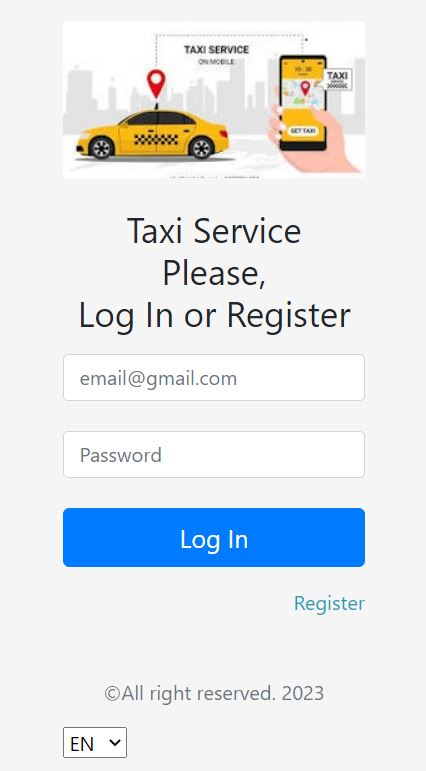 TAXI SERVICE
ON MOBILE
TAXI
GET TAXI
Taxi Service
Please,
Log In or Register
email@gmail.com
Password
Log In
Register
©All right reserved. 2023
EN